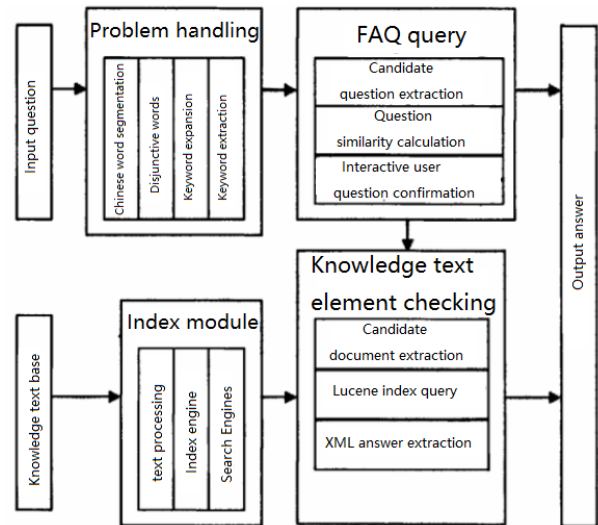 Input question
Problem handling
Chinese word segmentation
Disjunctive words
Keyword expansion
Keyword extraction
FAQ query
Candidate
question extraction
Question
similarity calculation
Interactive user
question confirmation
Output answer
Knowledge text base
Index module
text processing
Index engine
Search Engines
Knowledge text
element checking
Candidate
document extraction
Lucene index query
XML answer extraction